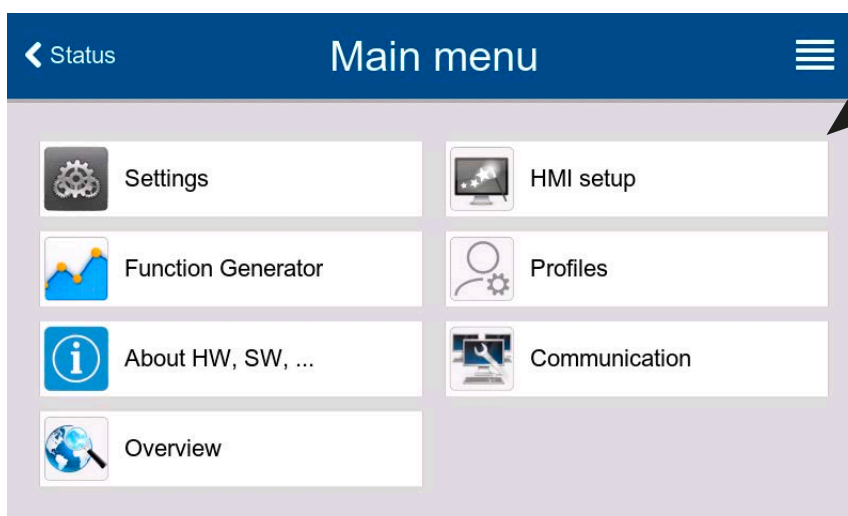 Status
Main menu
Settings
HMI setup
Function Generator
Profiles
About HW, SW, ...
Communication
Overview